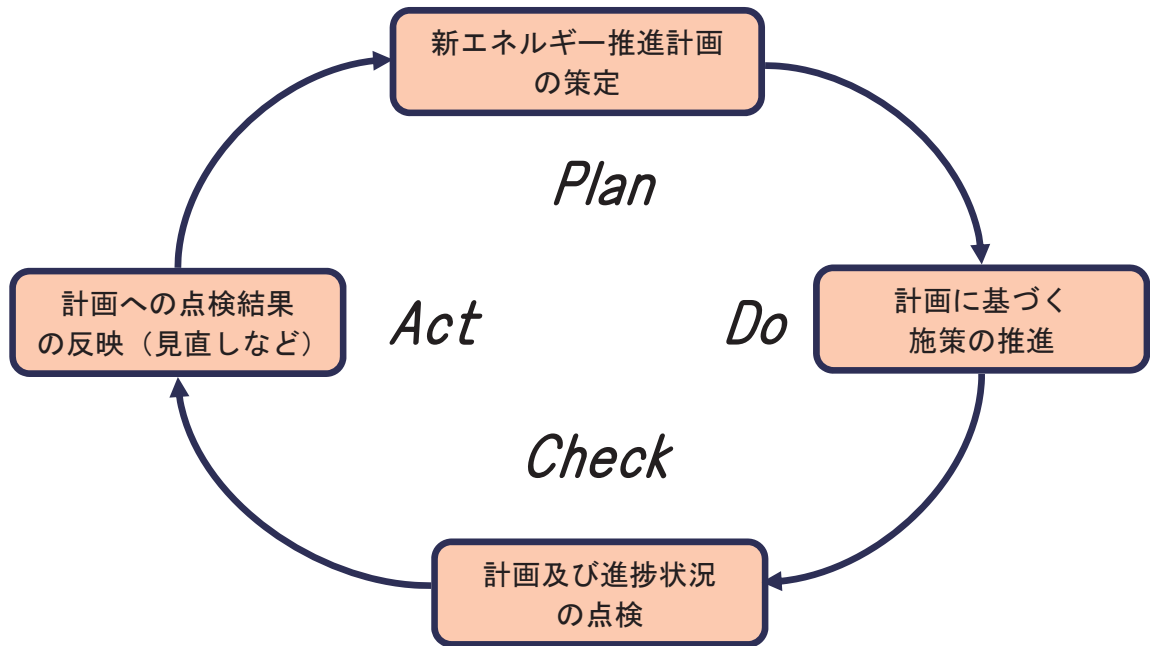 新エネルギー推進計画
の策定
Plan
計画への点検結果
の反映（見直しなど）
Act
Do
計画に基づく
施策の推進
Check
計画及び進捗状況
の点検